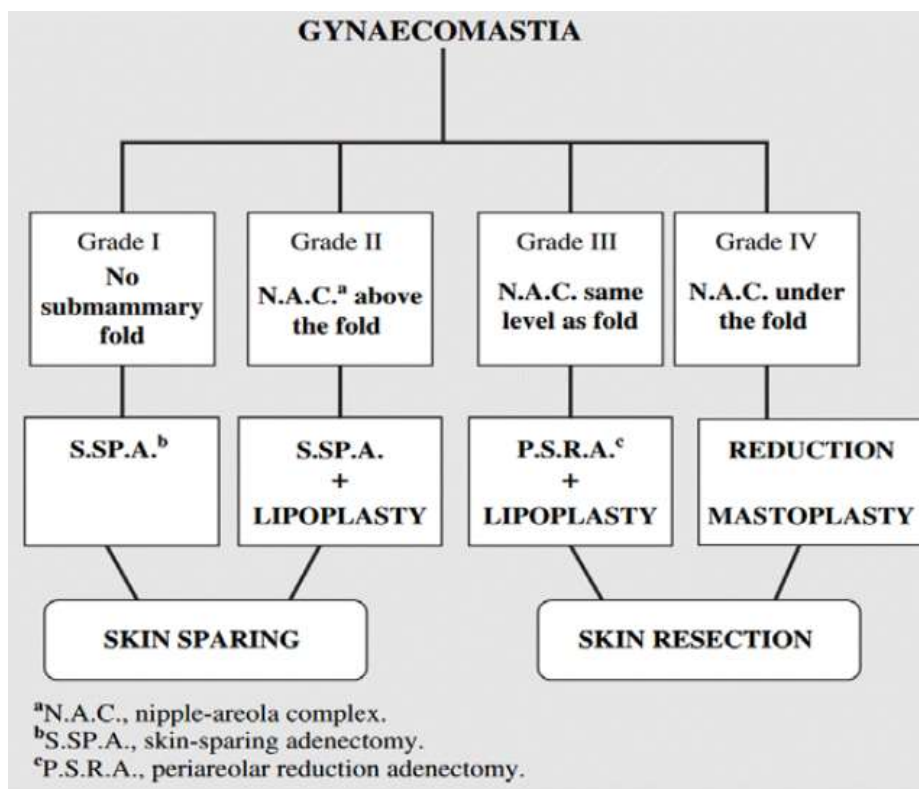 GYNAECOMASTIA
Grade I
No
submammary
fold
Grade II
N.A.C.ª above
the fold
Grade III
N.A.C. same
level as fold
Grade IV
N.A.C. under
the fold
S.SP.A.ᵇ
S.SP.A.
+
LIPOPLASTY
P.S.R.A.ᶜ
+
LIPOPLASTY
REDUCTION
MASTOPLASTY
SKIN SPARING
SKIN RESECTION
ªN.A.C., nipple-areola complex.
ᵇS.SP.A., skin-sparing adenectomy.
ᶜP.S.R.A., periareolar reduction adenectomy.